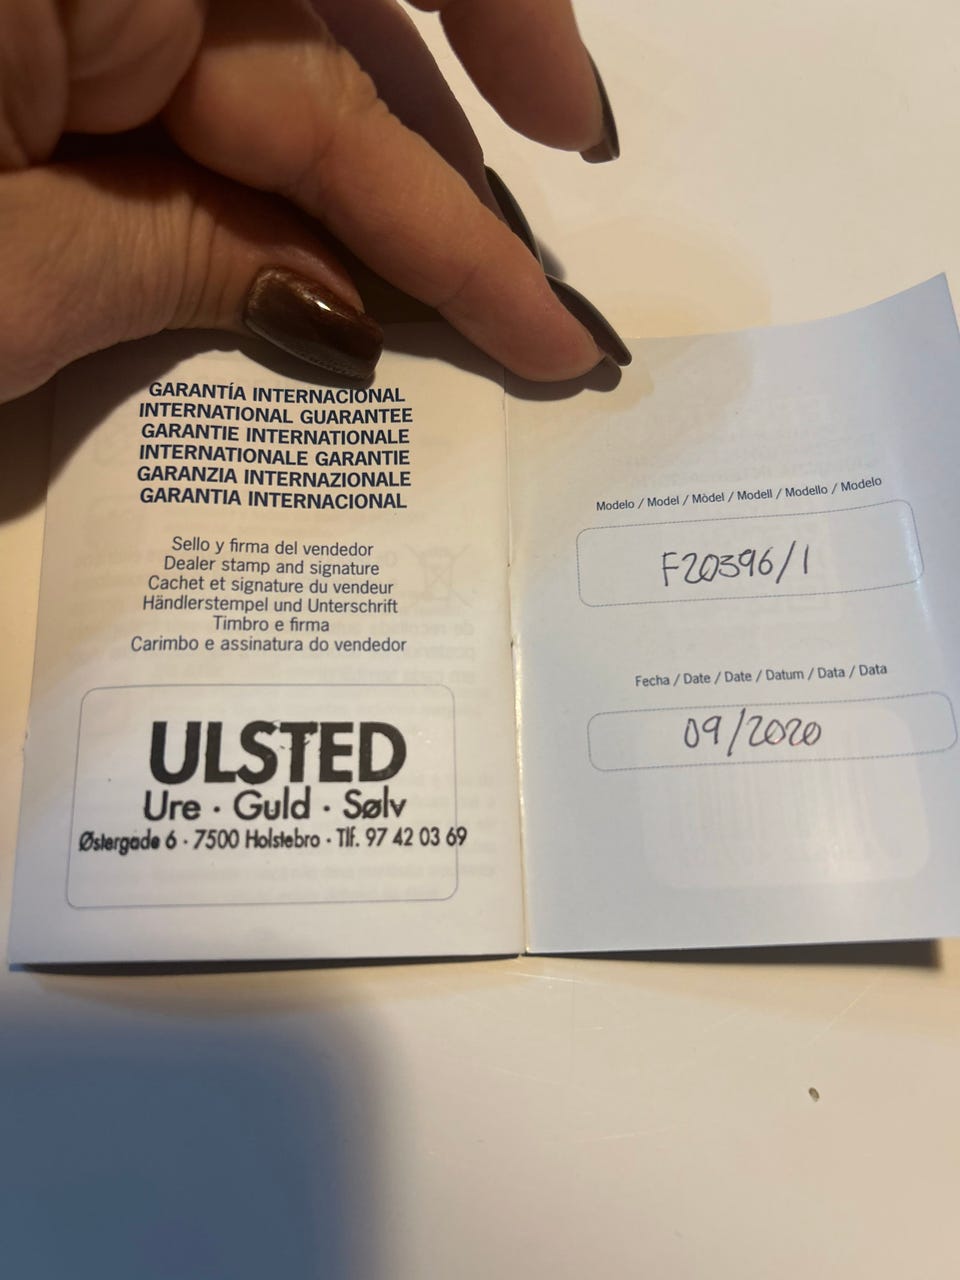 GARANTÍA INTERNACIONAL
INTERNATIONAL GUARANTEE
GARANTIE INTERNATIONALE
INTERNATIONALE GARANTIE
GARANZIA INTERNAZIONALE
GARANTIA INTERNACIONAL
Sello y firma del vendedor
Dealer stamp and signature
Cachet et signature du vendeur
Händlerstempel und Unterschrift
Timbro e firma
Carimbo e assinatura do vendedor
ULSTED
Ure · Guld · Sølv
Østergade 6 · 7500 Holstebro · Tlf. 97 42 03 69
Modelo / Model / Mòdel / Modell / Modello / Modelo
F20396/1
Fecha / Date / Date / Datum / Data / Data
09/2020